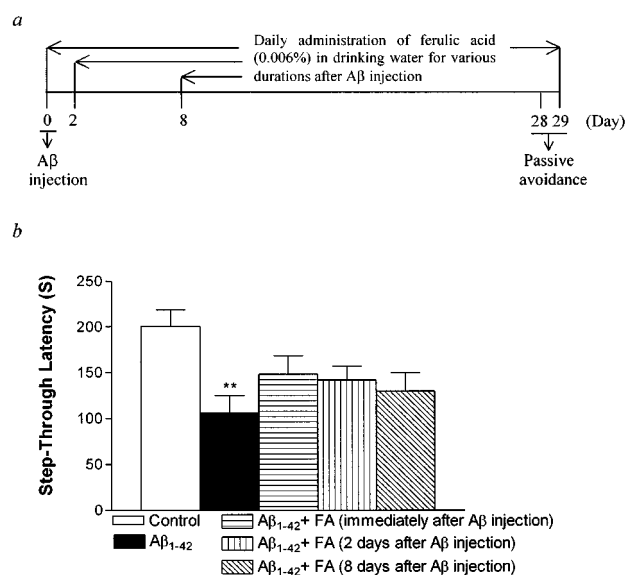 a
Daily administration of ferulic acid
(0.006%) in drinking water for various
durations after Aβ injection
0 2 8 28 29 (Day)
Aβ
injection
Passive
avoidance
b
Step-Through Latency (S)
250
200
150
100
50
0
**
Control
Aβ1-42
Aβ1-42+ FA (immediately after Aβ injection)
Aβ1-42+ FA (2 days after Aβ injection)
Aβ1-42+ FA (8 days after Aβ injection)